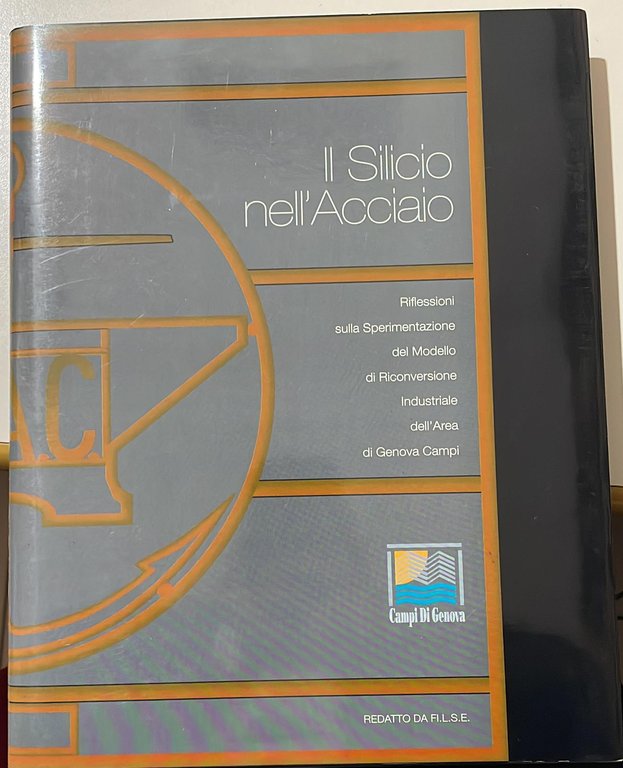 Il Silicio
nell'Acciaio
Riflessioni
sulla Sperimentazione
del Modello
di Riconversione
Industriale
dell'Area
di Genova Campi
A.C.
Campi Di Genova
REDATTO DA FI.L.S.E.